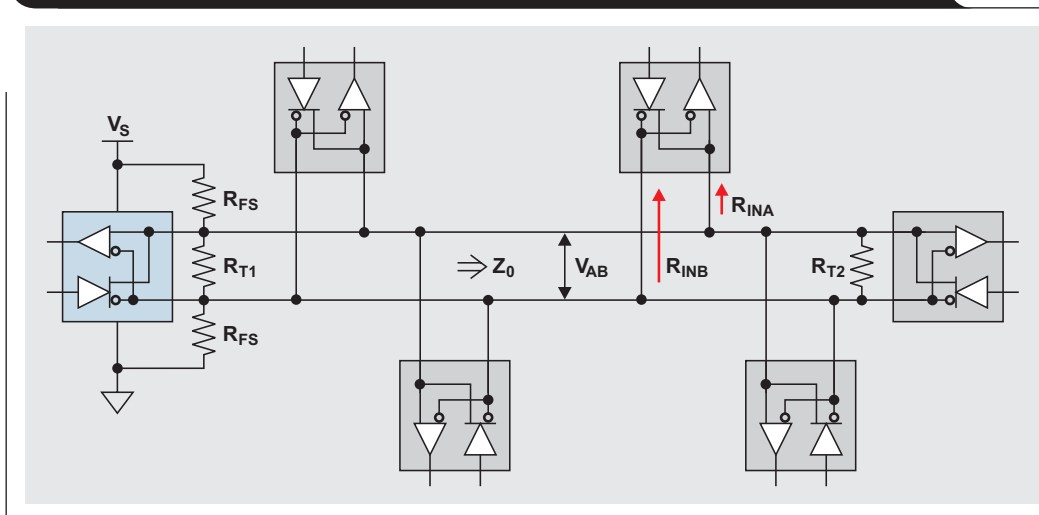 V_S
R_FS
R_INA
R_T1
Z_0
V_AB
R_INB
R_T2
R_FS